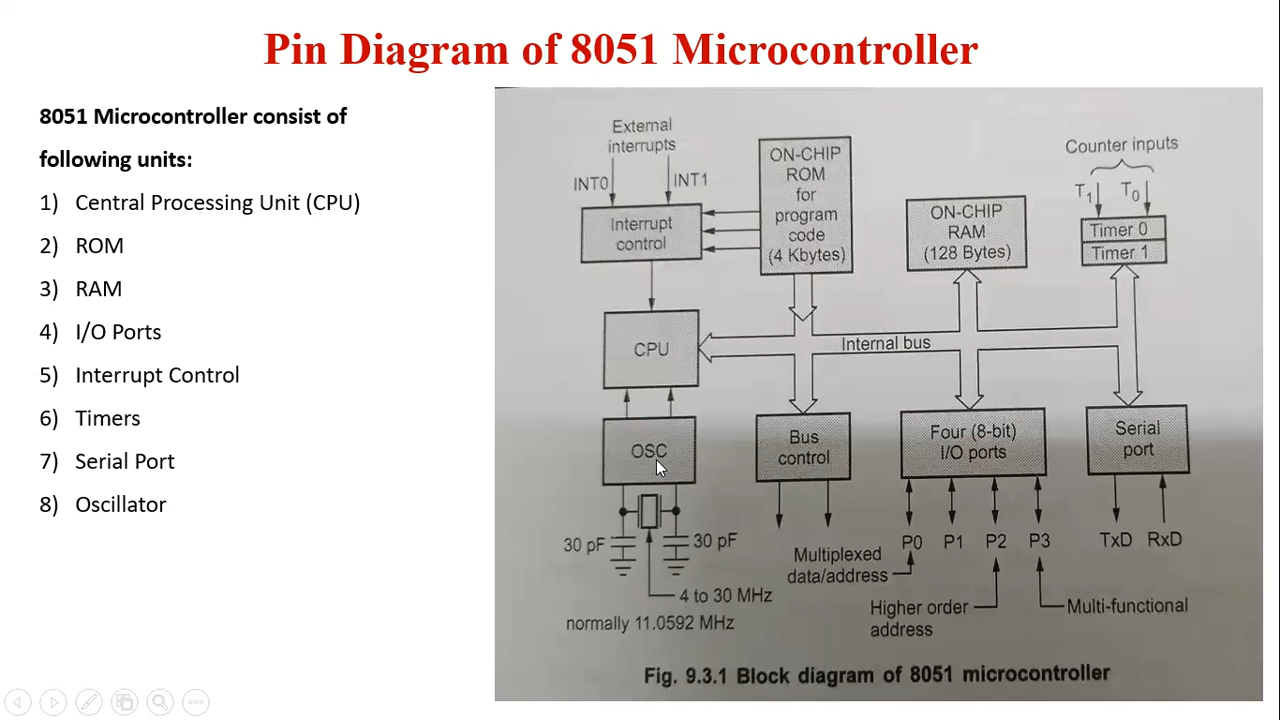 Pin Diagram of 8051 Microcontroller
8051 Microcontroller consist of
following units:
1) Central Processing Unit (CPU)
2) ROM
3) RAM
4) I/O Ports
5) Interrupt Control
6) Timers
7) Serial Port
8) Oscillator
External
interrupts
INT0
INT1
Interrupt
control
ON-CHIP
ROM
for
program
code
(4 Kbytes)
ON-CHIP
RAM
(128 Bytes)
Counter inputs
T1
T0
Timer 0
Timer 1
CPU
Internal bus
OSC
Bus
control
Four (8-bit)
I/O ports
Serial
port
30 pF
30 pF
4 to 30 MHz
normally 11.0592 MHz
P0
P1
P2
P3
TxD
RxD
Multiplexed
data/address
Higher order
address
Multi-functional
Fig. 9.3.1 Block diagram of 8051 microcontroller